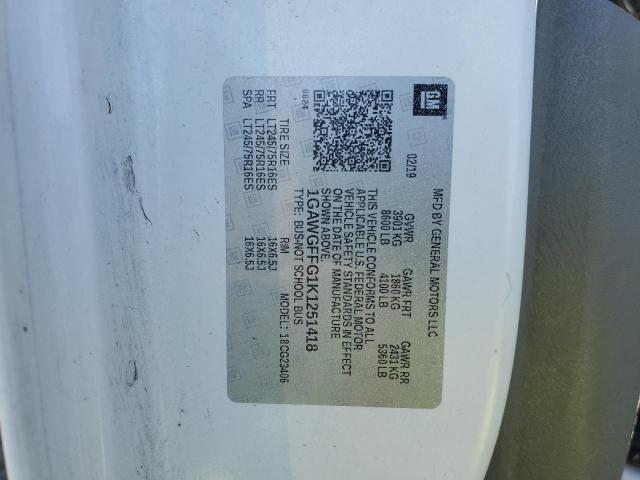 GM
MFD BY GENERAL MOTORS LLC
02/19 GVWR GAWR FRT GAWR RR
3901 KG 1860 KG 2431 KG
8600 LB 4100 LB 5360 LB
THIS VEHICLE CONFORMS TO ALL
APPLICABLE U.S. FEDERAL MOTOR
VEHICLE SAFETY STANDARDS IN EFFECT
ON THE DATE OF MANUFACTURE
SHOWN ABOVE.
8624
1GAWGFFG1K1251418
TYPE: BUS-NOT SCHOOL BUS MODEL: 18CG23406
TIRE SIZE RIM
FRT LT245/75R16ES 16X6.5J
RR LT245/75R16ES 16X6.5J
SPA LT245/75R16ES 16X6.5J